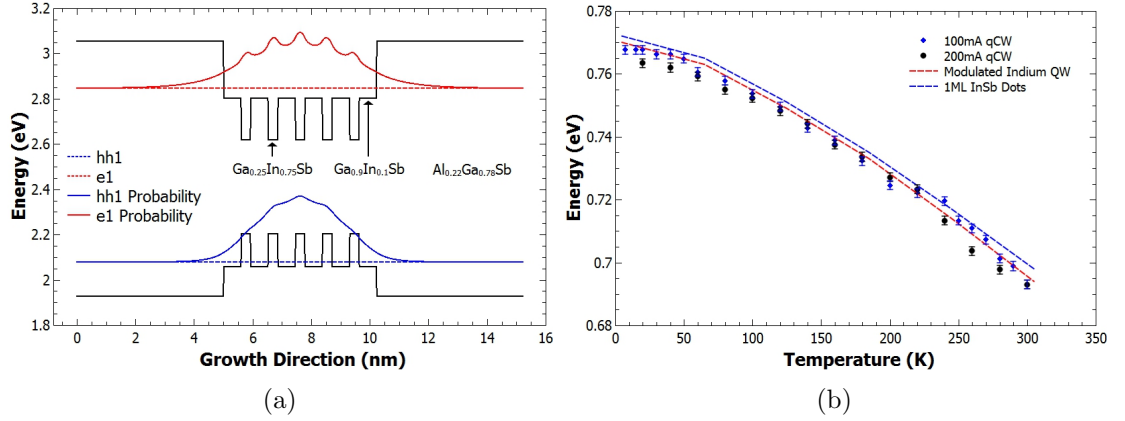 3.2
3
2.8
2.6
2.4
2.2
2
1.8
Energy (eV)
Ga0.25In0.75Sb
Ga0.9In0.1Sb
Al0.22Ga0.78Sb
hh1
e1
hh1 Probability
e1 Probability
0 2 4 6 8 10 12 14 16
Growth Direction (nm)
(a)
0.78
0.76
0.74
0.72
0.7
0.68
Energy (eV)
100mA qCW
200mA qCW
Modulated Indium QW
1ML InSb Dots
0 50 100 150 200 250 300 350
Temperature (K)
(b)